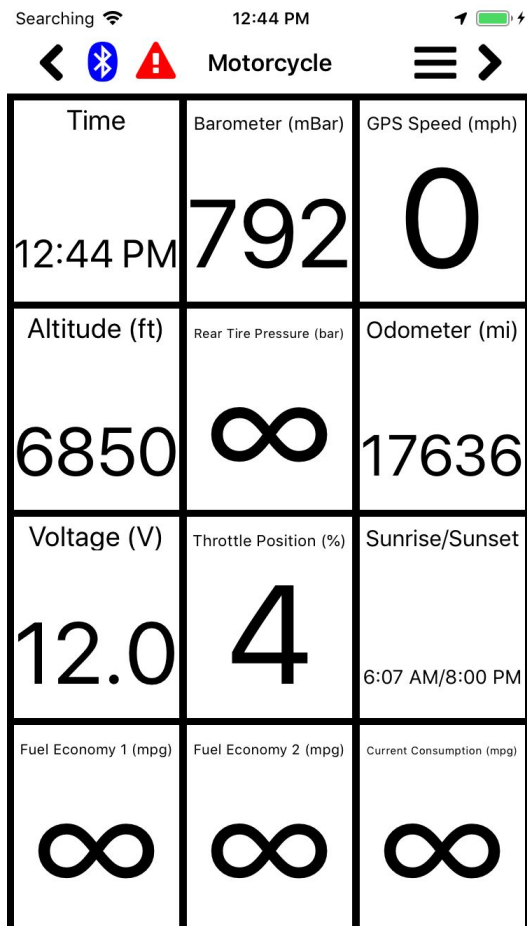 Searching 12:44 PM
Motorcycle
Time Barometer (mBar) GPS Speed (mph)
12:44 PM 792 0
Altitude (ft) Rear Tire Pressure (bar) Odometer (mi)
6850 ∞ 17636
Voltage (V) Throttle Position (%) Sunrise/Sunset
12.0 4 6:07 AM/8:00 PM
Fuel Economy 1 (mpg) Fuel Economy 2 (mpg) Current Consumption (mpg)
∞ ∞ ∞